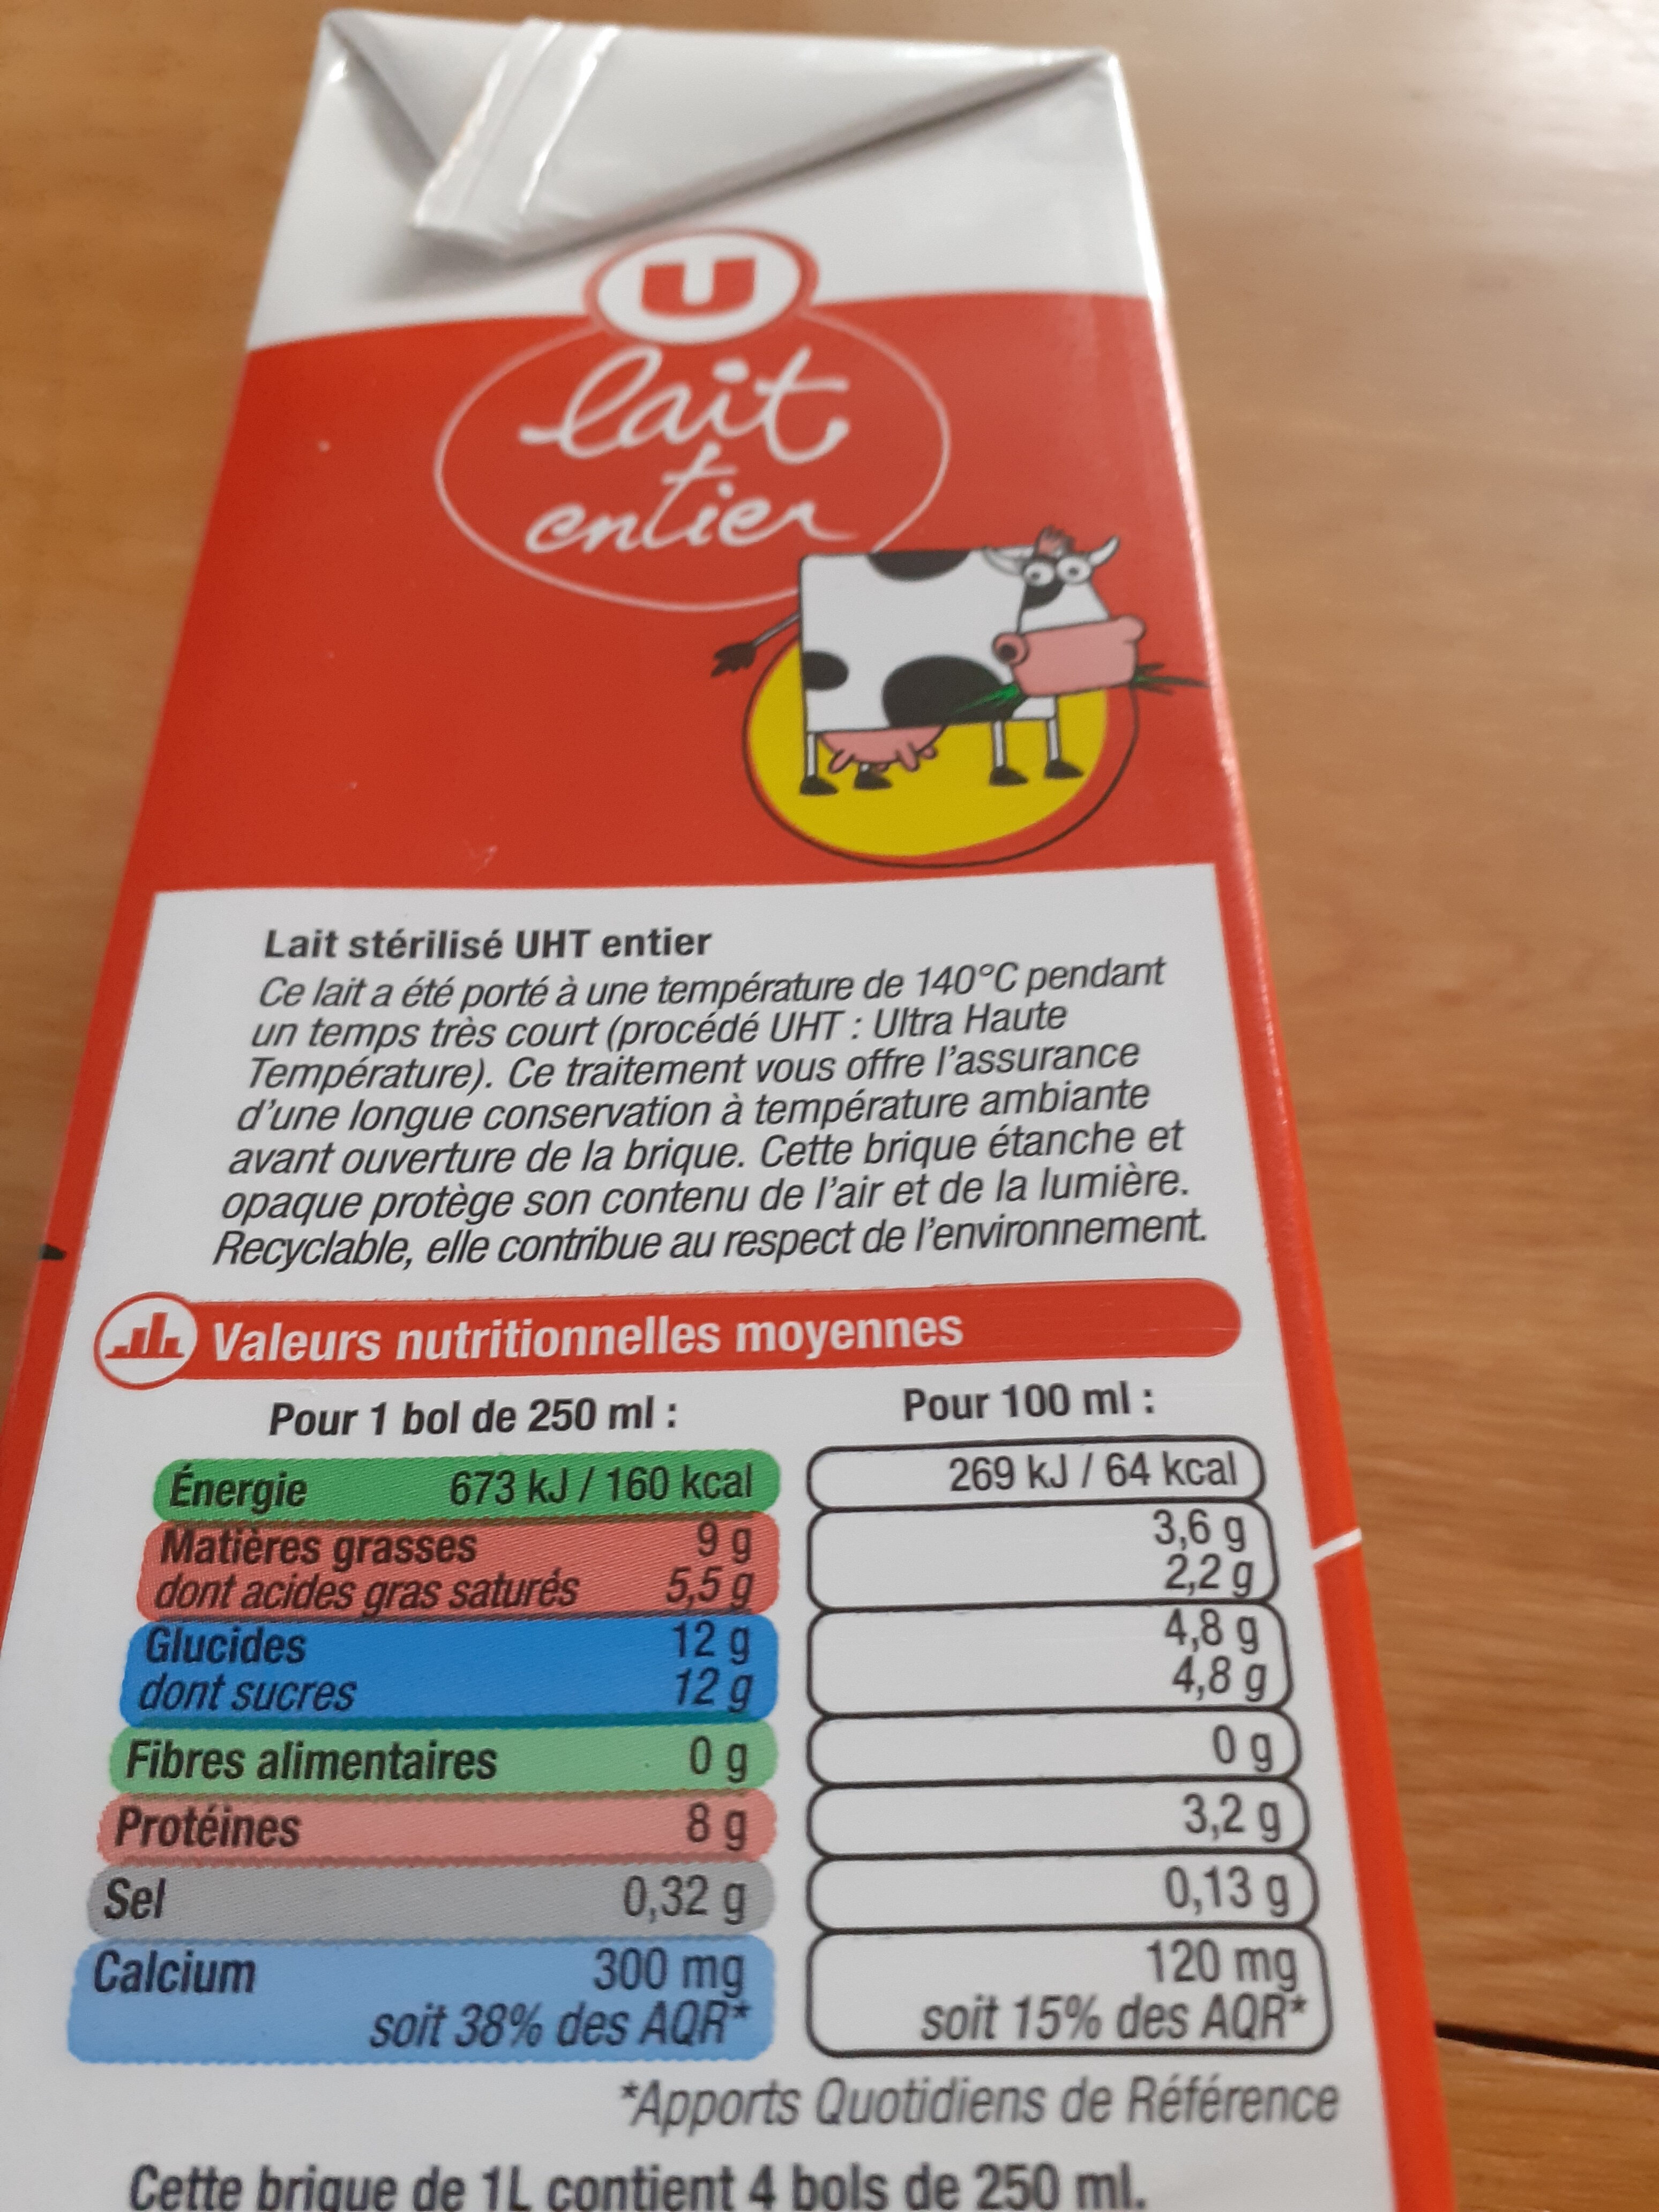 U
lait
entier
Lait stérilisé UHT entier
Ce lait a été porté à une température de 140°C pendant
un temps très court (procédé UHT : Ultra Haute
Température). Ce traitement vous offre l'assurance
d'une longue conservation à température ambiante
avant ouverture de la brique. Cette brique étanche et
opaque protège son contenu de l'air et de la lumière.
Recyclable, elle contribue au respect de l'environnement.
Valeurs nutritionnelles moyennes
Pour 1 bol de 250 ml : Pour 100 ml :
Énergie 673 kJ / 160 kcal 269 kJ / 64 kcal
Matières grasses 9 g 3,6 g
dont acides gras saturés 5,5 g 2,2 g
Glucides 12 g 4,8 g
dont sucres 12 g 4,8 g
Fibres alimentaires 0 g 0 g
Protéines 8 g 3,2 g
Sel 0,32 g 0,13 g
Calcium 300 mg 120 mg
soit 38% des AQR* soit 15% des AQR*
*Apports Quotidiens de Référence
Cette brique de 1L contient 4 bols de 250 ml.